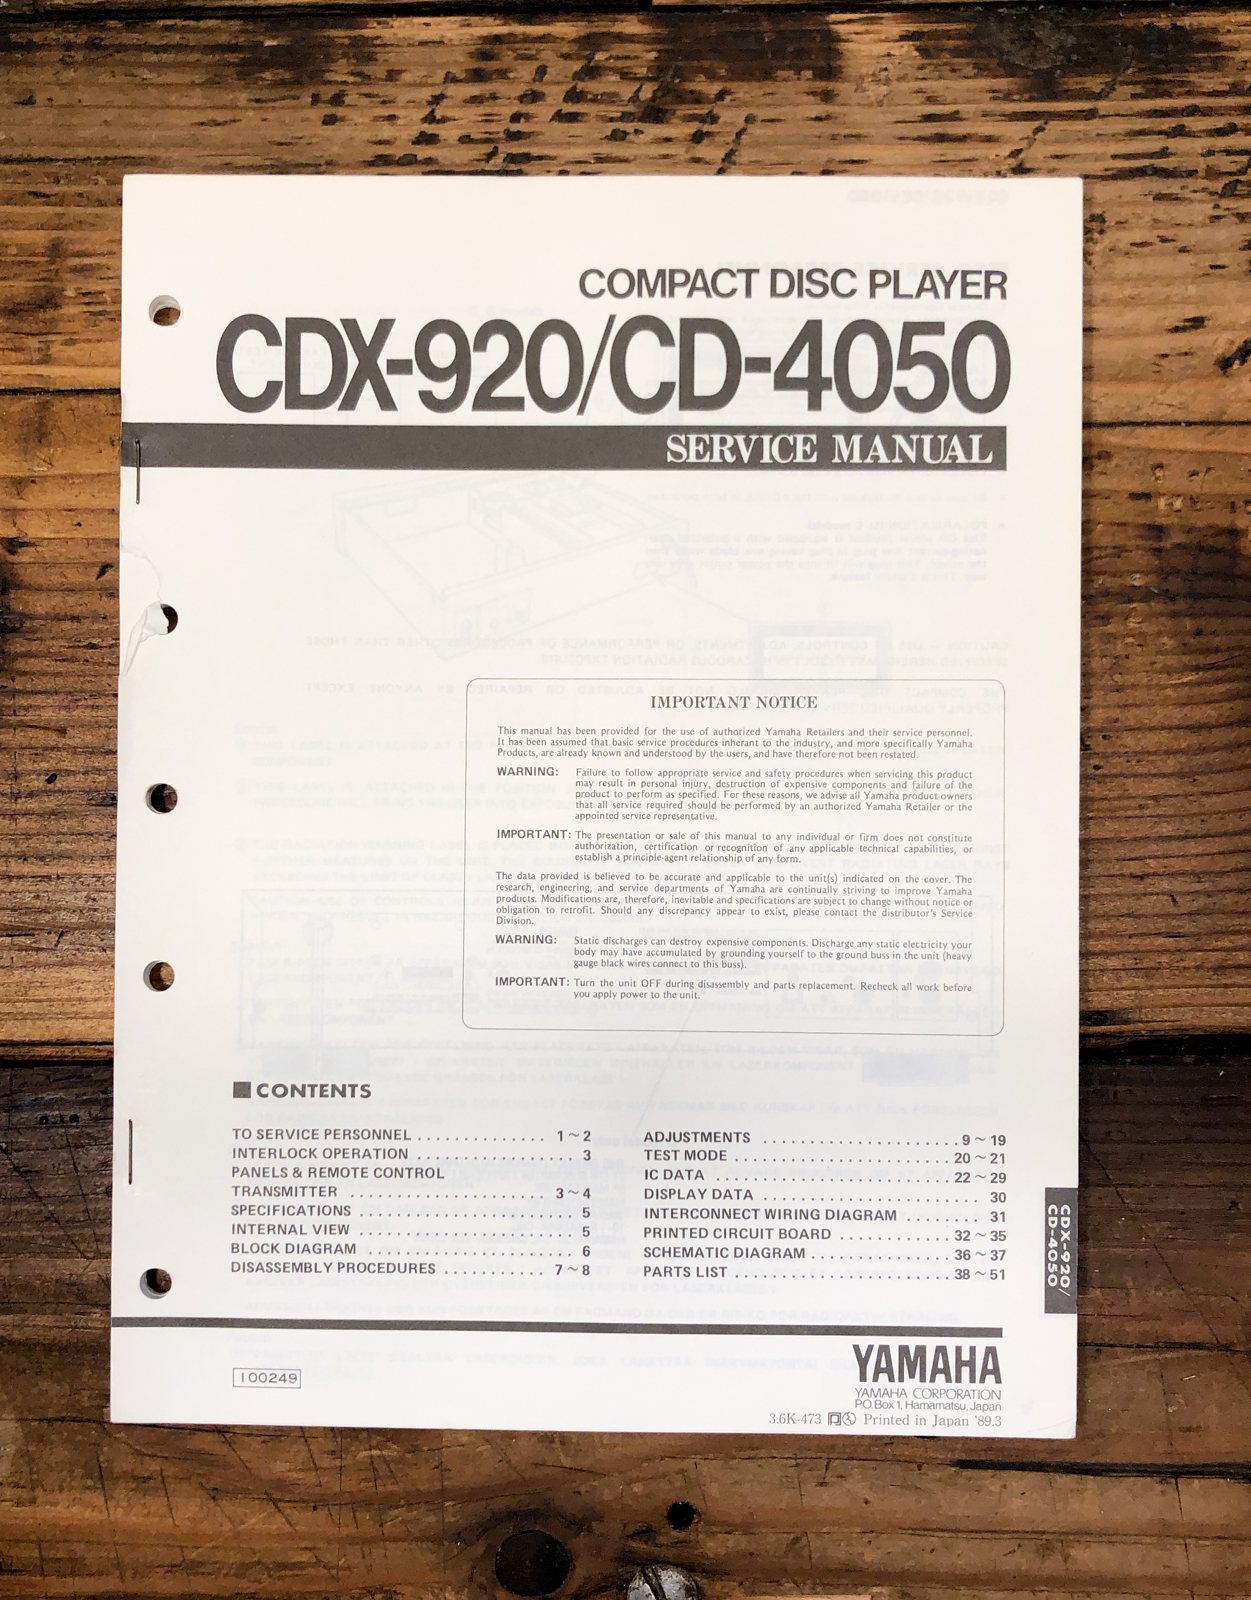 COMPACT DISC PLAYER
CDX-920/CD-4050
SERVICE MANUAL
IMPORTANT NOTICE
This manual has been provided for the use of authorized Yamaha Retailers and their service personnel.
It has been assumed that basic service procedures inherant to the industry, and more specifically Yamaha
Products, are already known and understood by the users, and have therefore not been restated.
WARNING: Failure to follow appropriate service and safety procedures when servicing this product
may result in personal injury, destruction of expensive components and failure of the
product to perform as specified. For these reasons, we advise all Yamaha product owners
that all service required should be performed by an authorized Yamaha Retailer or the
appointed service representative.
IMPORTANT: The presentation or sale of this manual to any individual or firm does not constitute
authorization, certification or recognition of any applicable technical capabilities, or
establish a principle-agent relationship of any form.
The data provided is believed to be accurate and applicable to the unit(s) indicated on the cover. The
research, engineering, and service departments of Yamaha are continually striving to improve Yamaha
products. Modifications are, therefore, inevitable and specifications are subject to change without notice or
obligation to retrofit. Should any discrepancy appear to exist, please contact the distributor's Service
Division.
WARNING: Static discharges can destroy expensive components. Discharge any static electricity your
body may have accumulated by grounding yourself to the ground buss in the unit (heavy
gauge black wires connect to this buss).
IMPORTANT: Turn the unit OFF during disassembly and parts replacement. Recheck all work before
you apply power to the unit.
■ CONTENTS
TO SERVICE PERSONNEL . . . . . . . . . . . . . . 1 ~ 2
INTERLOCK OPERATION . . . . . . . . . . . . . . 3
PANELS & REMOTE CONTROL
TRANSMITTER . . . . . . . . . . . . . . . . . . . . . 3 ~ 4
SPECIFICATIONS . . . . . . . . . . . . . . . . . . . . 5
INTERNAL VIEW . . . . . . . . . . . . . . . . . . . . 5
BLOCK DIAGRAM . . . . . . . . . . . . . . . . . . . 6
DISASSEMBLY PROCEDURES . . . . . . . . . . . 7 ~ 8
ADJUSTMENTS . . . . . . . . . . . . . . . . . . . . . 9 ~ 19
TEST MODE . . . . . . . . . . . . . . . . . . . . . . . 20 ~ 21
IC DATA . . . . . . . . . . . . . . . . . . . . . . . . . 22 ~ 29
DISPLAY DATA . . . . . . . . . . . . . . . . . . . . 30
INTERCONNECT WIRING DIAGRAM . . . . . . . . 31
PRINTED CIRCUIT BOARD . . . . . . . . . . . . . 32 ~ 35
SCHEMATIC DIAGRAM . . . . . . . . . . . . . . . 36 ~ 37
PARTS LIST . . . . . . . . . . . . . . . . . . . . . . . 38 ~ 51
CDX-920/
CD-4050
100249
YAMAHA
YAMAHA CORPORATION
P.O.Box 1, Hamamatsu, Japan
3.6K-473 Printed in Japan '89.3